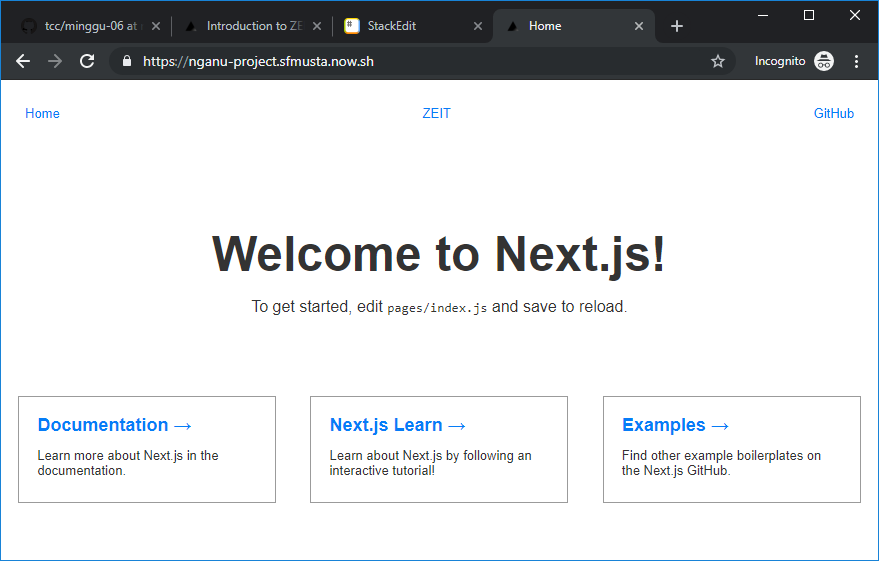 tcc/minggu-06 at
Introduction to ZE
StackEdit
Home
https://nganu-project.sfmusta.now.sh
Incognito
Home
ZEIT
GitHub
Welcome to Next.js!
To get started, edit pages/index.js and save to reload.
Documentation →
Learn more about Next.js in the
documentation.
Next.js Learn →
Learn about Next.js by following an
interactive tutorial!
Examples →
Find other example boilerplates on
the Next.js GitHub.